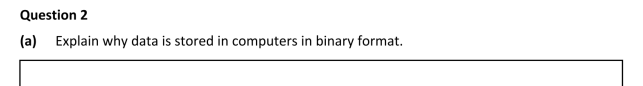 Question 2
(a) Explain why data is stored in computers in binary format.